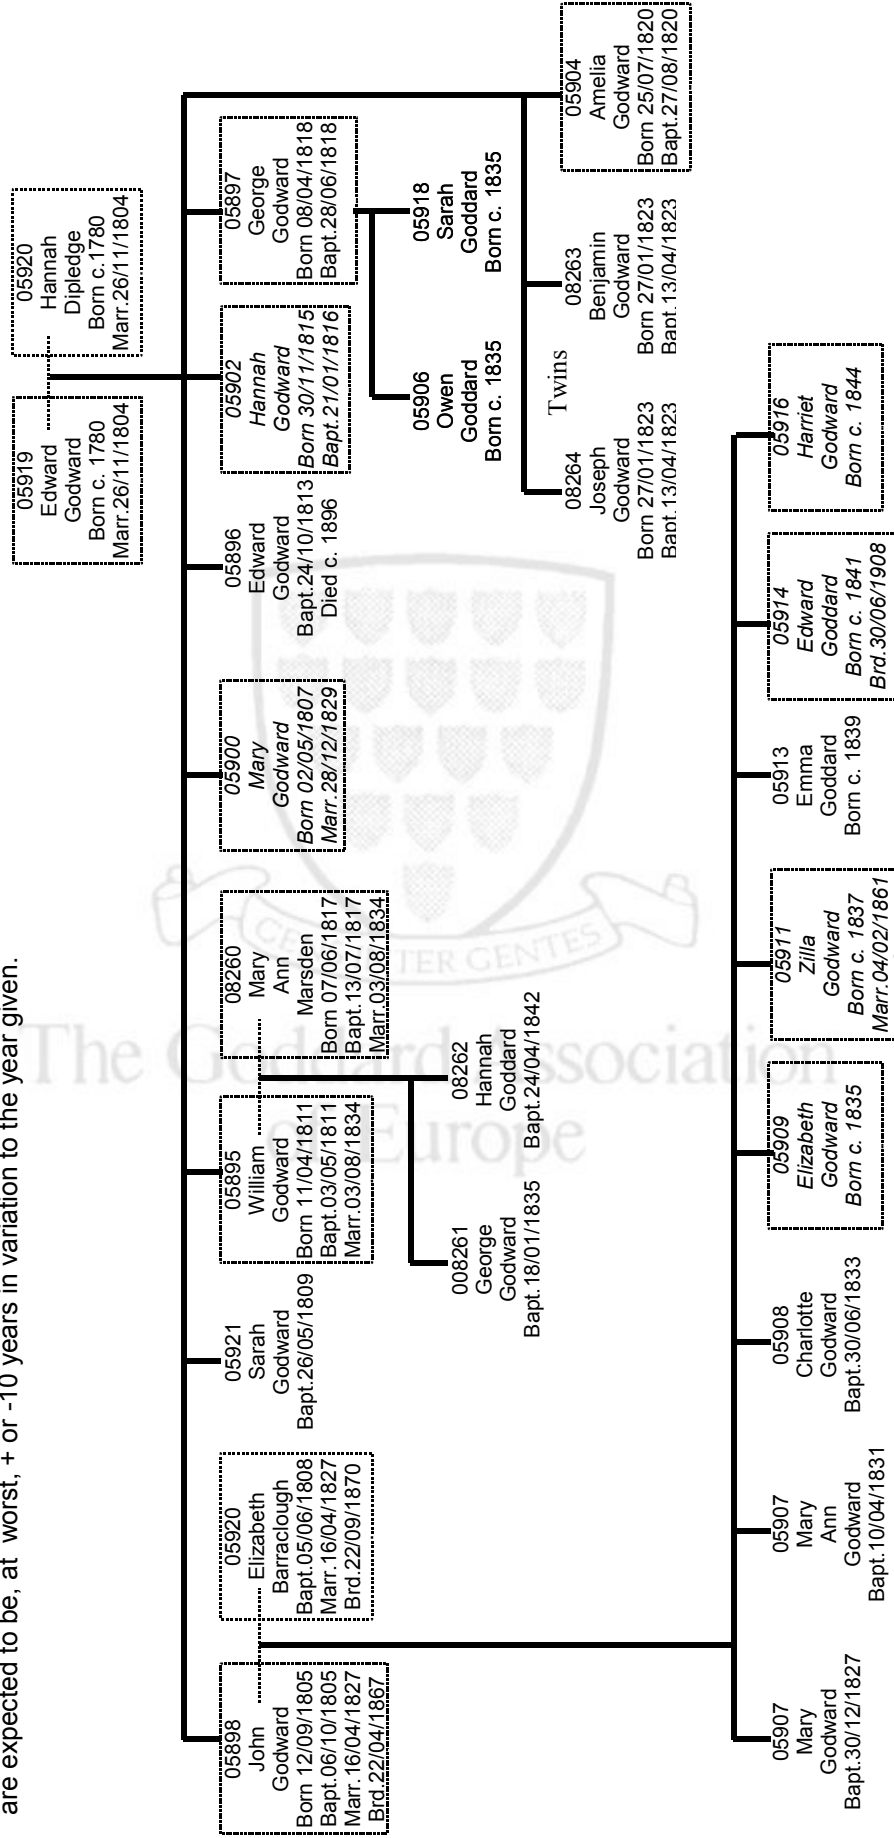 are expected to be, at worst, + or -10 years in variation to the year given.
05919
Edward
Godward
Born c. 1780
Marr.26/11/1804
05920
Hannah
Dipledge
Born c.1780
Marr.26/11/1804
05898
John
Godward
Born 12/09/1805
Bapt.06/10/1805
Marr.16/04/1827
Brd.22/04/1867
05920
Elizabeth
Barraclough
Bapt.05/06/1808
Marr.16/04/1827
Brd.22/09/1870
05921
Sarah
Godward
Bapt.26/05/1809
05895
William
Godward
Born 11/04/1811
Bapt.03/05/1811
Marr.03/08/1834
08260
Mary
Ann
Marsden
Born 07/06/1817
Bapt.13/07/1817
Marr.03/08/1834
05900
Mary
Godward
Born 02/05/1807
Marr.28/12/1829
05896
Edward
Godward
Bapt.24/10/1813
Died c. 1896
05902
Hannah
Godward
Born 30/11/1815
Bapt.21/01/1816
05897
George
Godward
Born 08/04/1818
Bapt.28/06/1818
008261
George
Godward
Bapt.18/01/1835
08262
Hannah
Goddard
Bapt.24/04/1842
05906
Owen
Goddard
Born c. 1835
05918
Sarah
Goddard
Born c. 1835
08264
Joseph
Godward
Born 27/01/1823
Bapt.13/04/1823
Twins
08263
Benjamin
Godward
Born 27/01/1823
Bapt.13/04/1823
05904
Amelia
Godward
Born 25/07/1820
Bapt.27/08/1820
05907
Mary
Godward
Bapt.30/12/1827
05907
Mary
Ann
Godward
Bapt.10/04/1831
05908
Charlotte
Godward
Bapt.30/06/1833
05909
Elizabeth
Godward
Born c. 1835
05911
Zilla
Godward
Born c. 1837
Marr.04/02/1861
05913
Emma
Goddard
Born c. 1839
05914
Edward
Goddard
Born c. 1841
Brd.30/06/1908
05916
Harriet
Godward
Born c. 1844
TER GENTES
The Goddard Association
of Europe